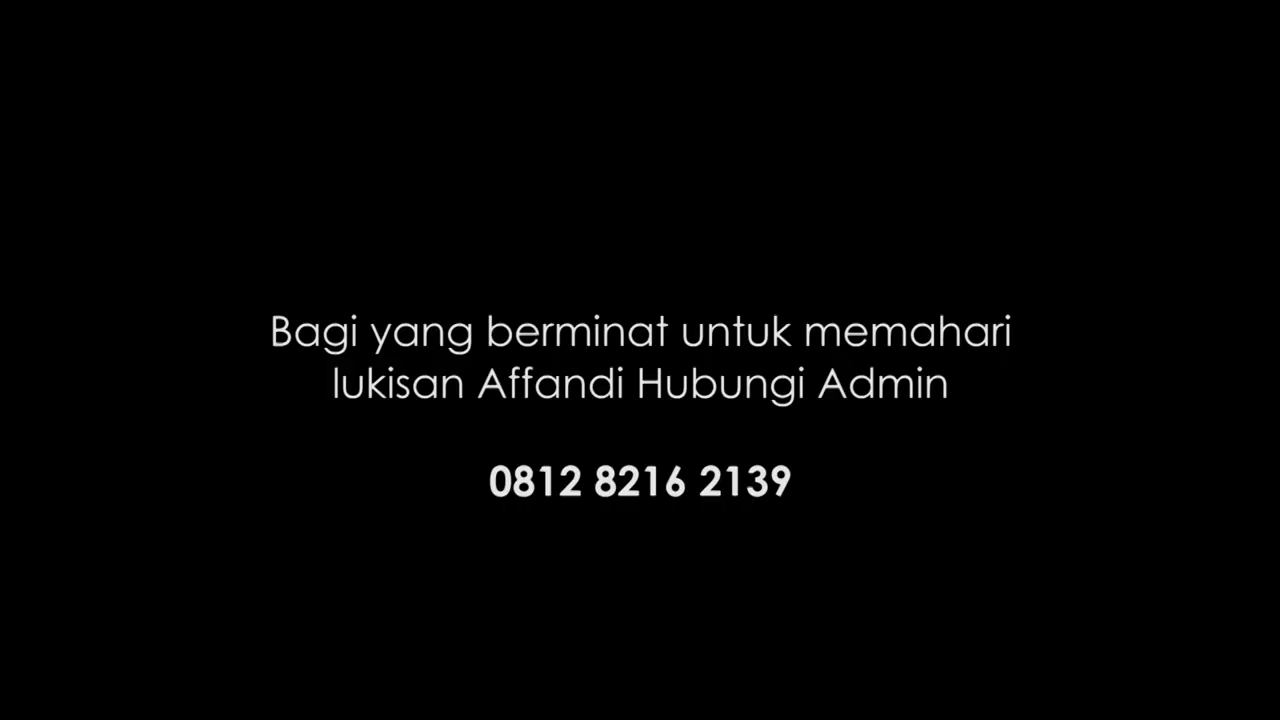 Bagi yang berminat untuk memahari
lukisan Affandi Hubungi Admin
0812 8216 2139